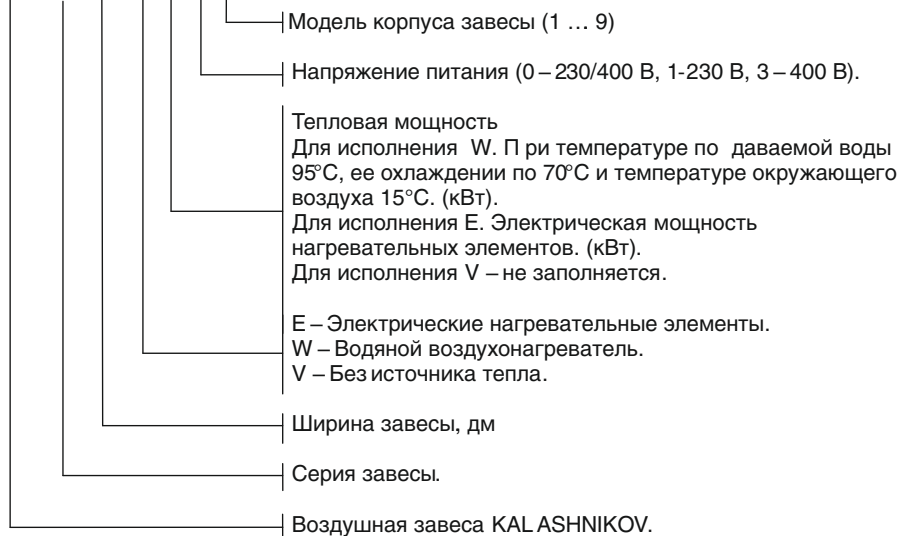 Модель корпуса завесы (1 … 9)
Напряжение питания (0 – 230/400 В, 1-230 В, 3 – 400 В).
Тепловая мощность
Для исполнения W. П ри температуре по даваемой воды
95°С, ее охлаждении по 70°С и температуре окружающего
воздуха 15°С. (кВт).
Для исполнения Е. Электрическая мощность
нагревательных элементов. (кВт).
Для исполнения V – не заполняется.
Е – Электрические нагревательные элементы.
W – Водяной воздухонагреватель.
V – Без источника тепла.
Ширина завесы, дм
Серия завесы.
Воздушная завеса KAL ASHNIKOV.